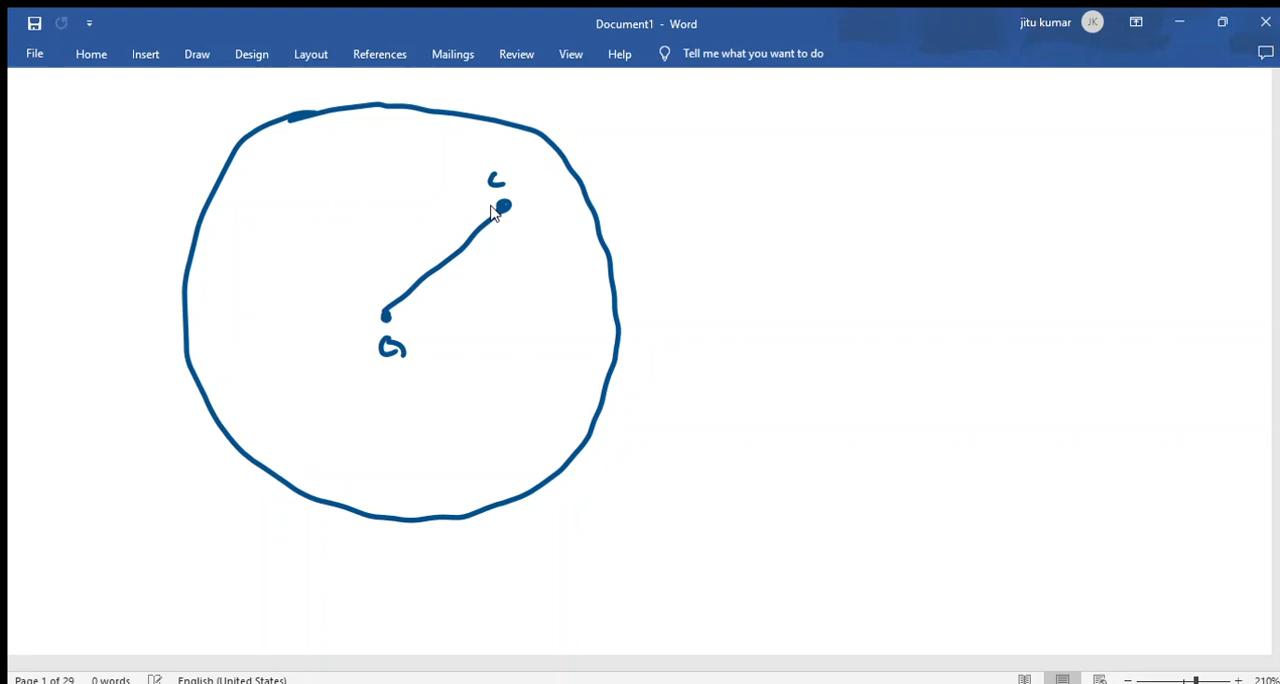 Document1 - Word
jitu kumar
JK
File Home Insert Draw Design Layout References Mailings Review View Help Tell me what you want to do
C
G
Page 1 of 29 0 words English (United States)
210%